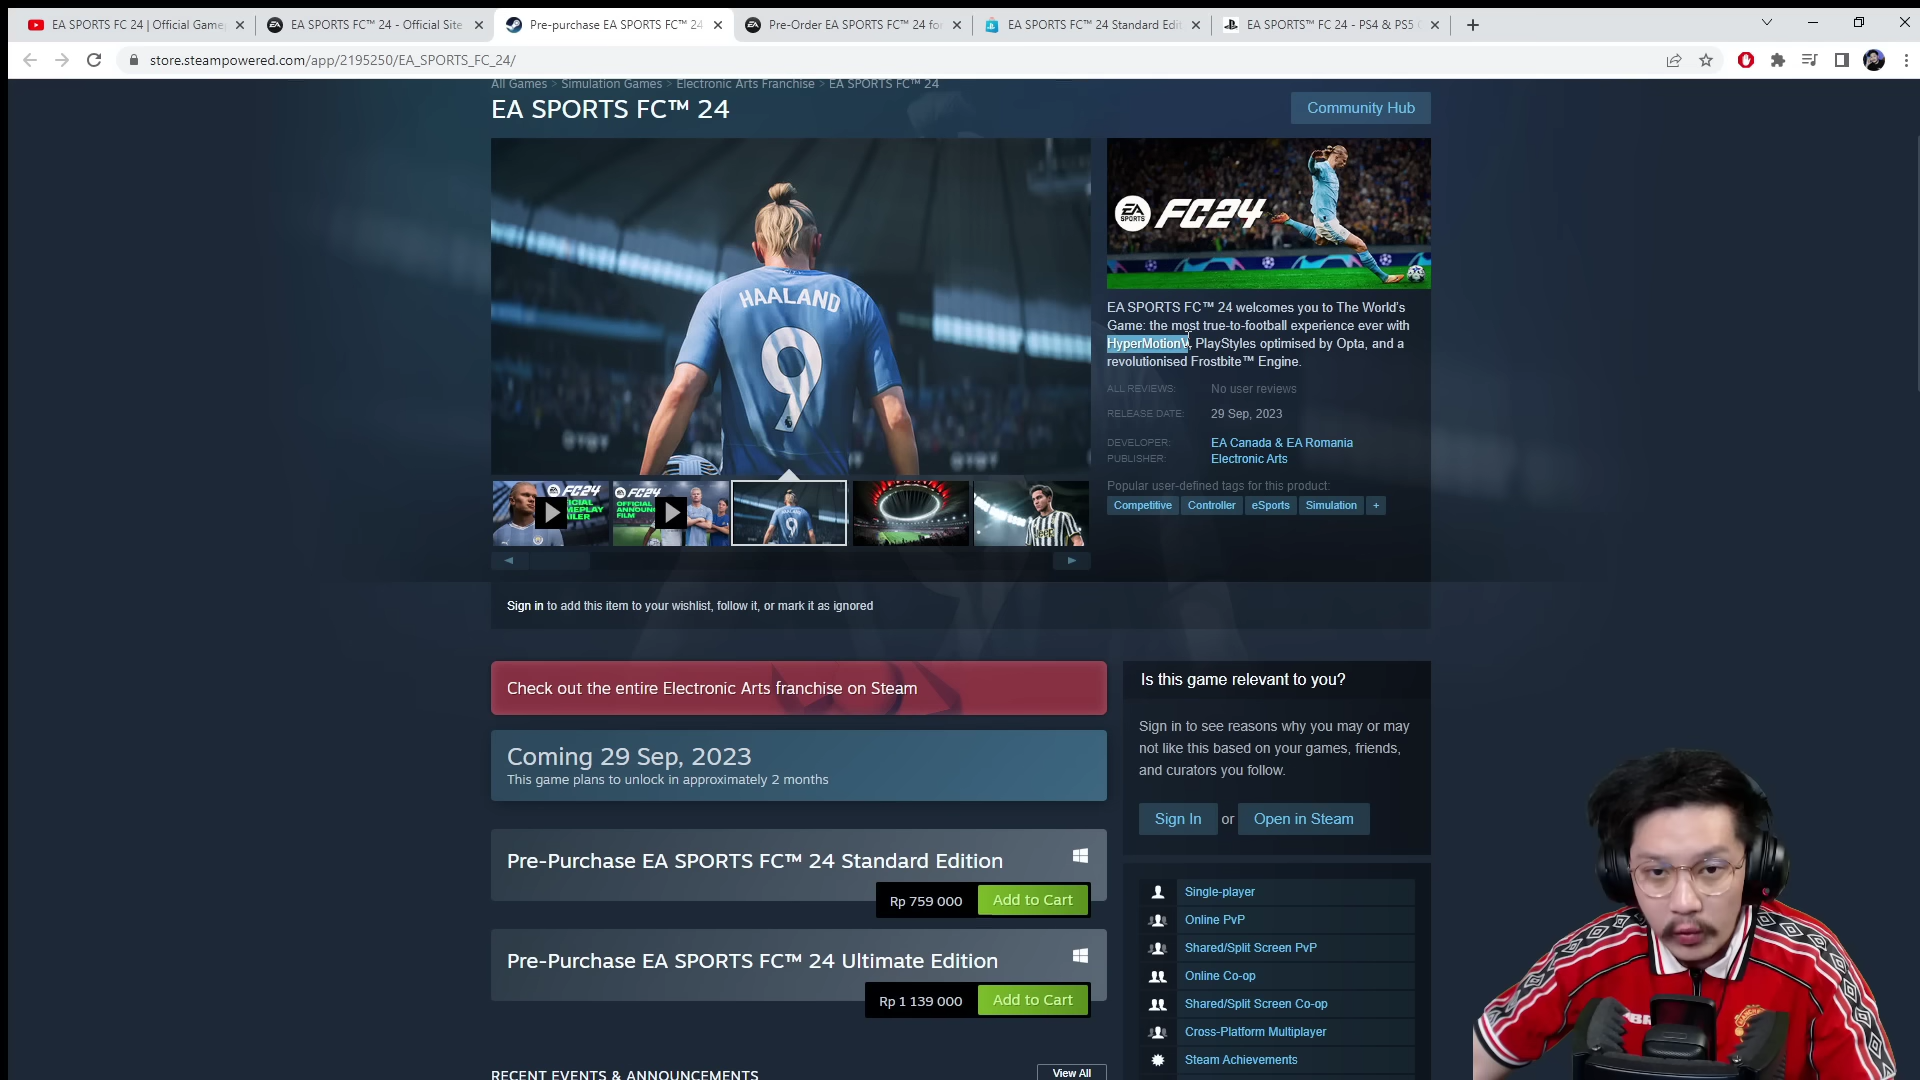 EA SPORTS FC 24 | Official Game
EA SPORTS FC™ 24 - Official Site
Pre-purchase EA SPORTS FC™ 24
Pre-Order EA SPORTS FC™ 24 fo
EA SPORTS FC™ 24 Standard Edit
EA SPORTS™ FC 24 - PS4 & PS5
store.steampowered.com/app/2195250/EA_SPORTS_FC_24/
All Games > Simulation Games > Electronic Arts Franchise > EA SPORTS FC™ 24
EA SPORTS FC™ 24
Community Hub
HAALAND
9
EA SPORTS FC24
EA SPORTS FC™ 24 welcomes you to The World's
Game: the most true-to-football experience ever with
HyperMotionV, PlayStyles optimised by Opta, and a
revolutionised Frostbite™ Engine.
ALL REVIEWS: No user reviews
RELEASE DATE: 29 Sep, 2023
DEVELOPER: EA Canada & EA Romania
PUBLISHER: Electronic Arts
Popular user-defined tags for this product:
Competitive Controller eSports Simulation +
FC24
FC24
OFFICIAL
HAALAND
9
Jeep
Sign in to add this item to your wishlist, follow it, or mark it as ignored
Check out the entire Electronic Arts franchise on Steam
Coming 29 Sep, 2023
This game plans to unlock in approximately 2 months
Pre-Purchase EA SPORTS FC™ 24 Standard Edition
Rp 759 000 Add to Cart
Pre-Purchase EA SPORTS FC™ 24 Ultimate Edition
Rp 1 139 000 Add to Cart
RECENT EVENTS & ANNOUNCEMENTS
View All
Is this game relevant to you?
Sign in to see reasons why you may or may
not like this based on your games, friends,
and curators you follow.
Sign In or Open in Steam
Single-player
Online PvP
Shared/Split Screen PvP
Online Co-op
Shared/Split Screen Co-op
Cross-Platform Multiplayer
Steam Achievements